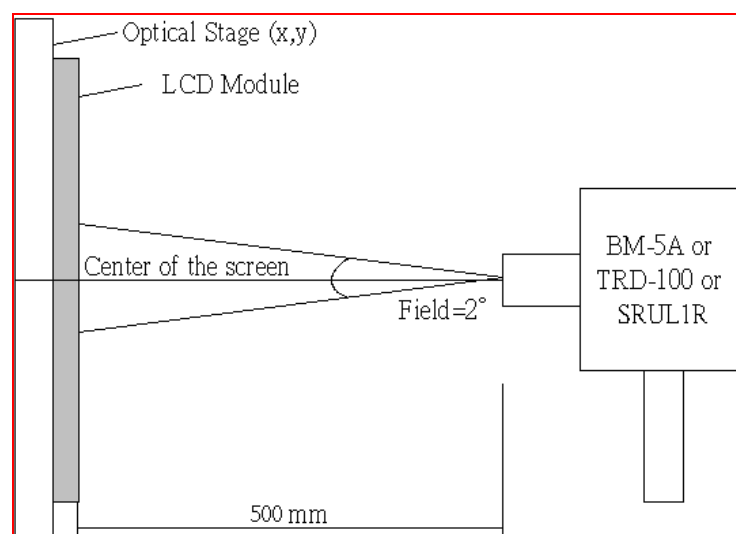 Optical Stage (x,y)
LCD Module
Center of the screen
Field=2°
BM-5A or
TRD-100 or
SRUL1R
500 mm